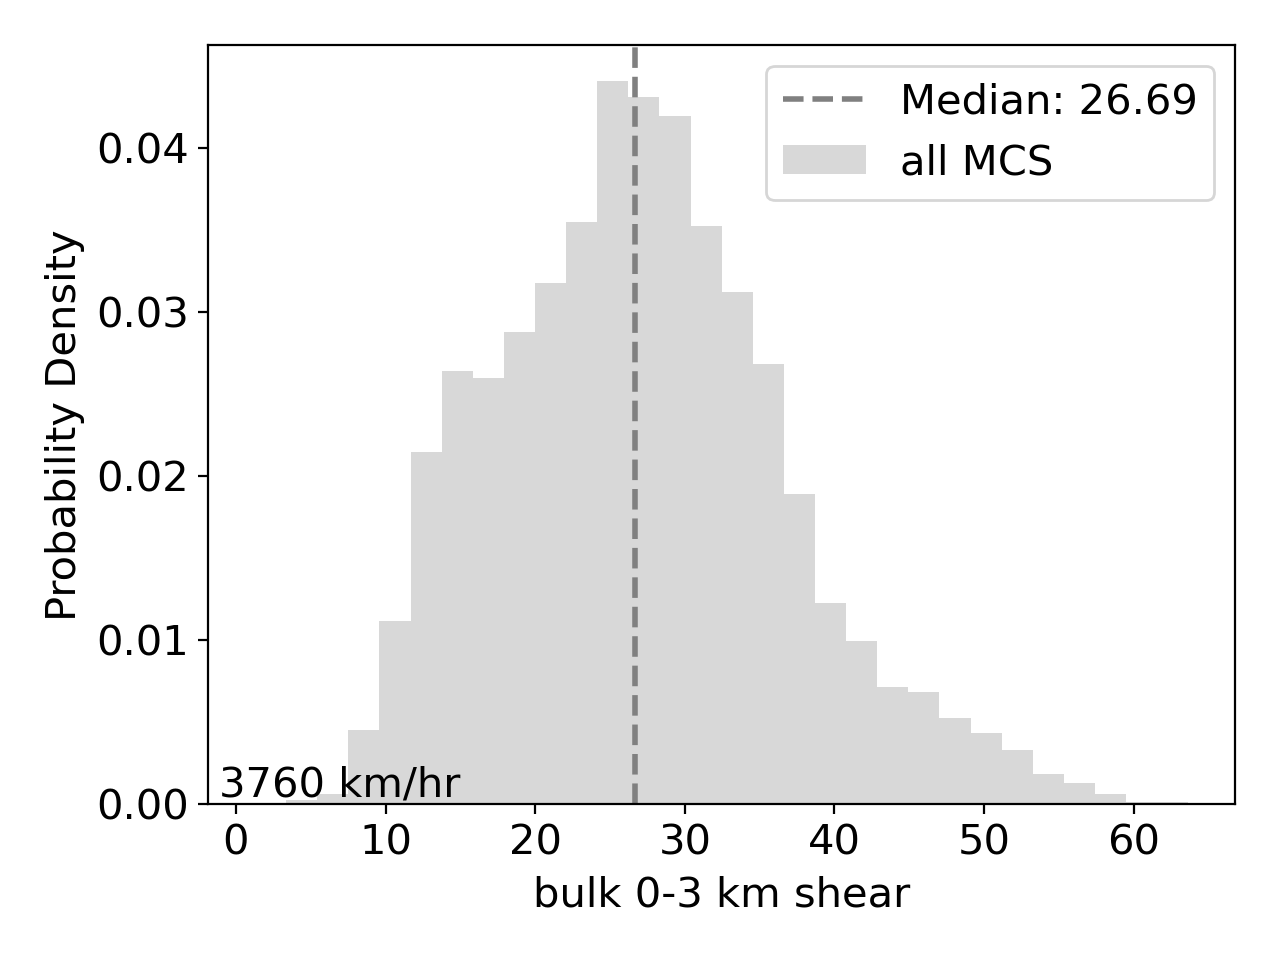 Median: 26.69
all MCS
Probability Density
0.04
0.03
0.02
0.01
0.00
3760 km/hr
0 10 20 30 40 50 60
bulk 0-3 km shear